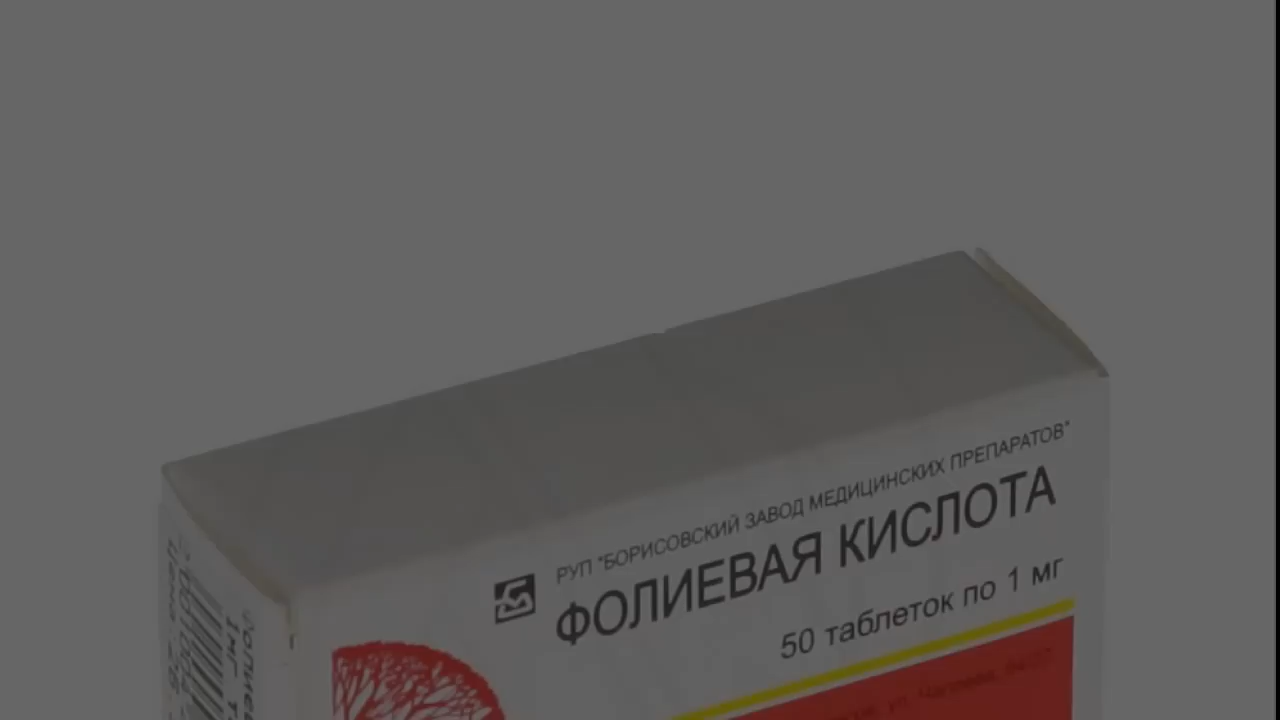 РУП "БОРИСОВСКИЙ ЗАВОД МЕДИЦИНСКИХ ПРЕПАРАТОВ"
ФОЛИЕВАЯ КИСЛОТА
50 таблеток по 1 мг